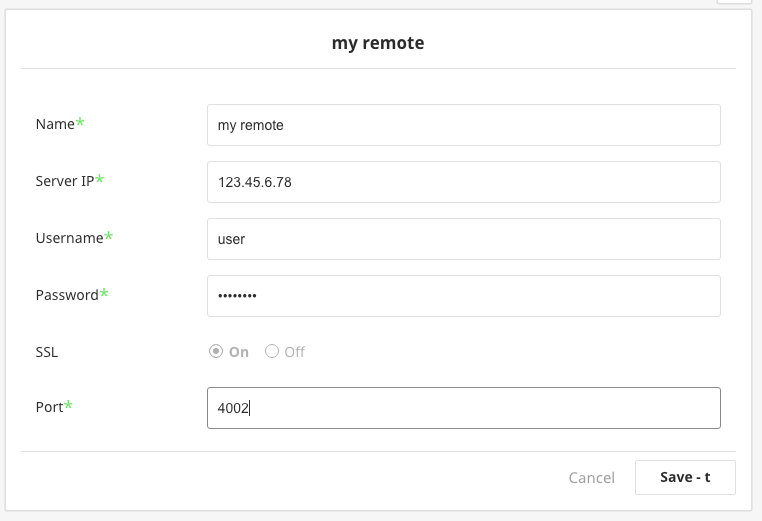 my remote
Name* my remote
Server IP* 123.45.6.78
Username* user
Password* ••••••••
SSL On Off
Port* 4002
Cancel Save - t